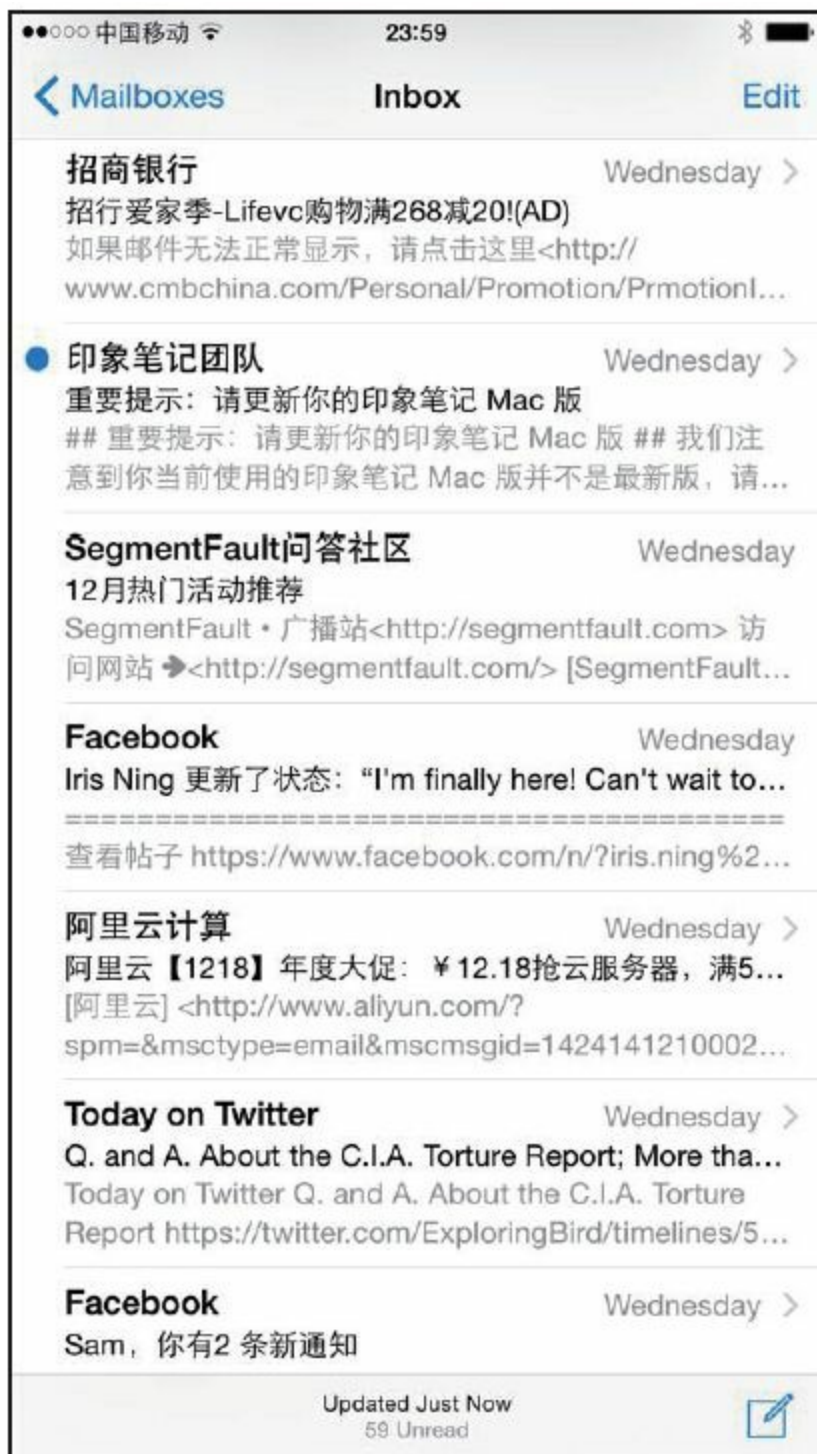 中国移动 23:59
Mailboxes Inbox Edit
招商银行 Wednesday
招行爱家季-Lifevc购物满268减20!(AD)
如果邮件无法正常显示，请点击这里<http://
www.cmbchina.com/Personal/Promotion/PrmotionI...
印象笔记团队 Wednesday
重要提示：请更新你的印象笔记 Mac 版
## 重要提示：请更新你的印象笔记 Mac 版 ## 我们注
意到你当前使用的印象笔记 Mac 版并不是最新版，请...
SegmentFault问答社区 Wednesday
12月热门活动推荐
SegmentFault • 广播站<http://segmentfault.com> 访
问网站 ➔<http://segmentfault.com/> [SegmentFault...
Facebook Wednesday
Iris Ning 更新了状态：“I'm finally here! Can't wait to...
========================================
查看帖子 https://www.facebook.com/n/?iris.ning%2...
阿里云计算 Wednesday
阿里云【1218】年度大促：￥12.18抢云服务器，满5...
[阿里云] <http://www.aliyun.com/?
spm=&msctype=email&mscmsgid=1424141210002...
Today on Twitter Wednesday
Q. and A. About the C.I.A. Torture Report; More tha...
Today on Twitter Q. and A. About the C.I.A. Torture
Report https://twitter.com/ExploringBird/timelines/5...
Facebook Wednesday
Sam，你有2 条新通知
Updated Just Now
59 Unread